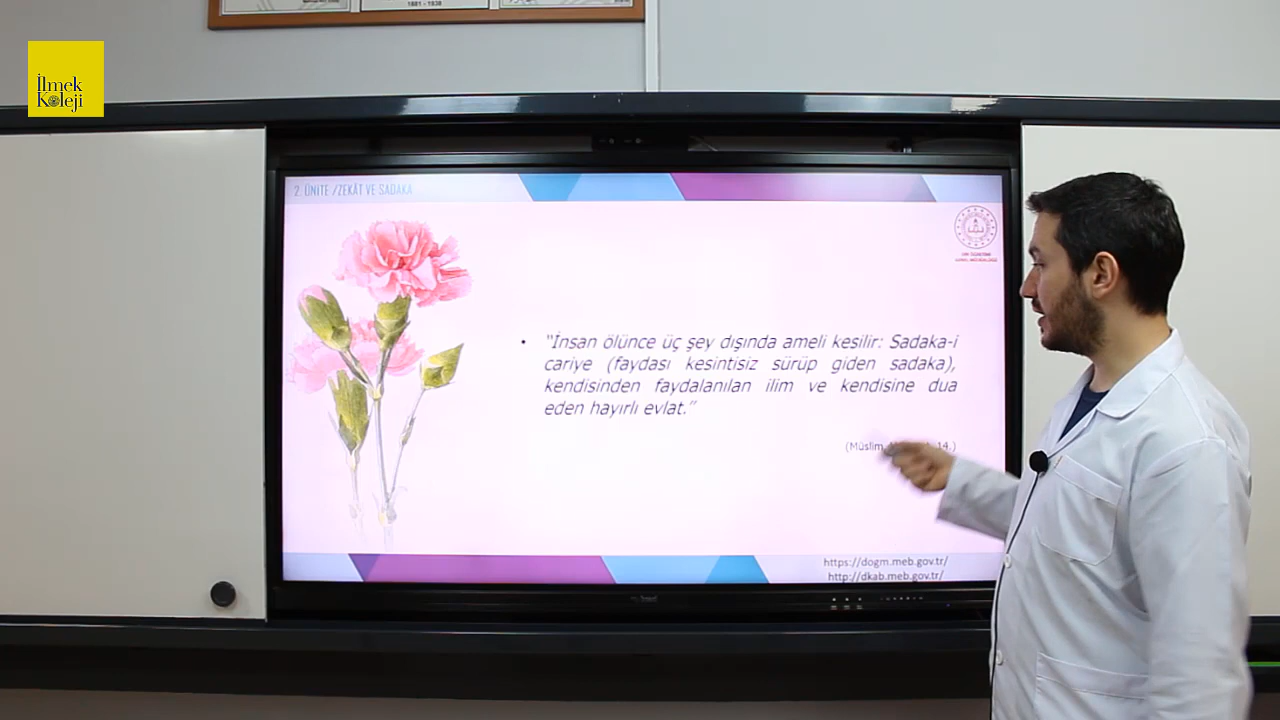 1881 - 1938
İlmek
Koleji
2. ÜNİTE /ZEKÂT VE SADAKA
• “İnsan ölünce üç şey dışında ameli kesilir: Sadaka-i
cariye (faydası kesintisiz sürüp giden sadaka),
kendisinden faydalanılan ilim ve kendisine dua
eden hayırlı evlat.”
(Müslim, 14.)
https://dogm.meb.gov.tr/
http://dkab.meb.gov.tr/